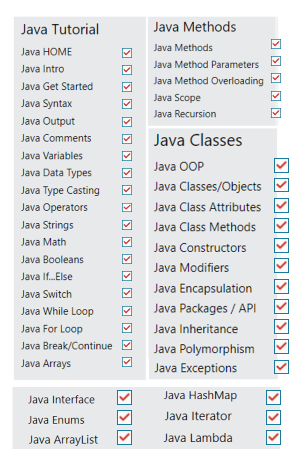 Java Tutorial
Java HOME
Java Intro
Java Get Started
Java Syntax
Java Output
Java Comments
Java Variables
Java Data Types
Java Type Casting
Java Operators
Java Strings
Java Math
Java Booleans
Java If...Else
Java Switch
Java While Loop
Java For Loop
Java Break/Continue
Java Arrays
Java Methods
Java Methods
Java Method Parameters
Java Method Overloading
Java Scope
Java Recursion
Java Classes
Java OOP
Java Classes/Objects
Java Class Attributes
Java Class Methods
Java Constructors
Java Modifiers
Java Encapsulation
Java Packages / API
Java Inheritance
Java Polymorphism
Java Exceptions
Java Interface
Java Enums
Java ArrayList
Java HashMap
Java Iterator
Java Lambda